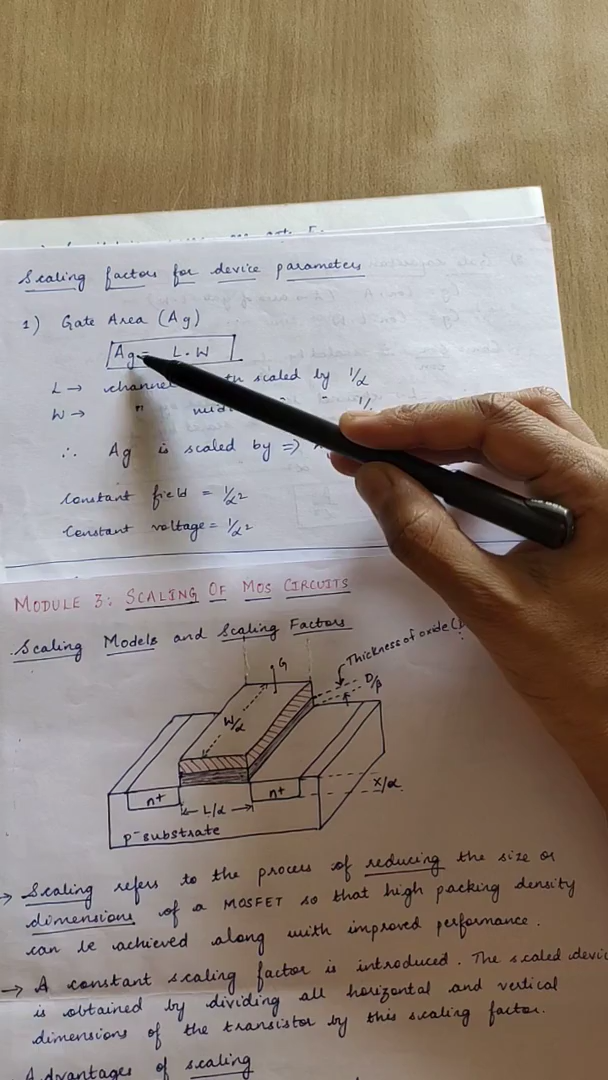 Scaling factors for device parameters
1) Gate Area (Ag)
Ag = L.W
L → channel scaled by 1/α
W → "
∴ Ag is scaled by ⇒
Constant field = 1/α²
Constant voltage = 1/α²
MODULE 3: SCALING OF MOS CIRCUITS
Scaling Models and Scaling Factors
G
Thickness of oxide
D/β
W/α
n+
L/α
n+
X/α
p-substrate
→ Scaling refers to the process of reducing the size or
dimensions of a MOSFET so that high packing density
can be achieved along with improved performance.
→ A constant scaling factor is introduced. The scaled
is obtained by dividing all horizontal and vertical
dimensions of the transistor by this scaling factor.
Advantages of scaling